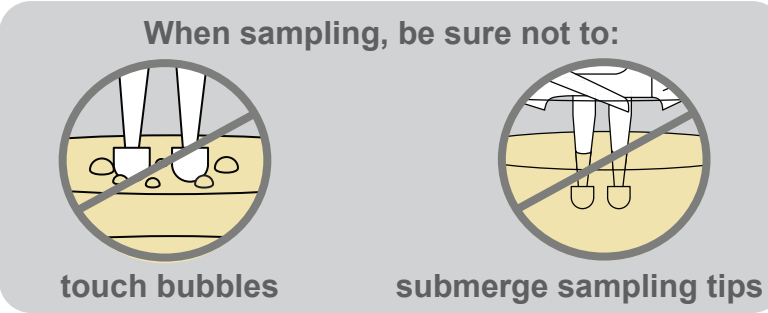 When sampling, be sure not to:
touch bubbles
submerge sampling tips